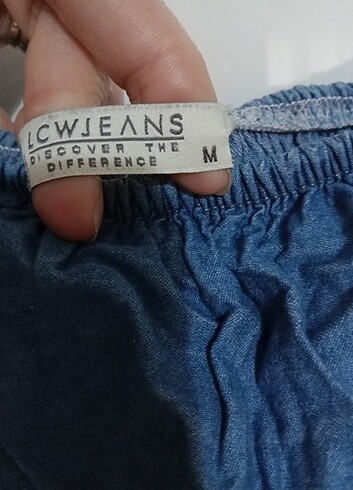 LCWJEANS
DISCOVER THE
DIFFERENCE
M